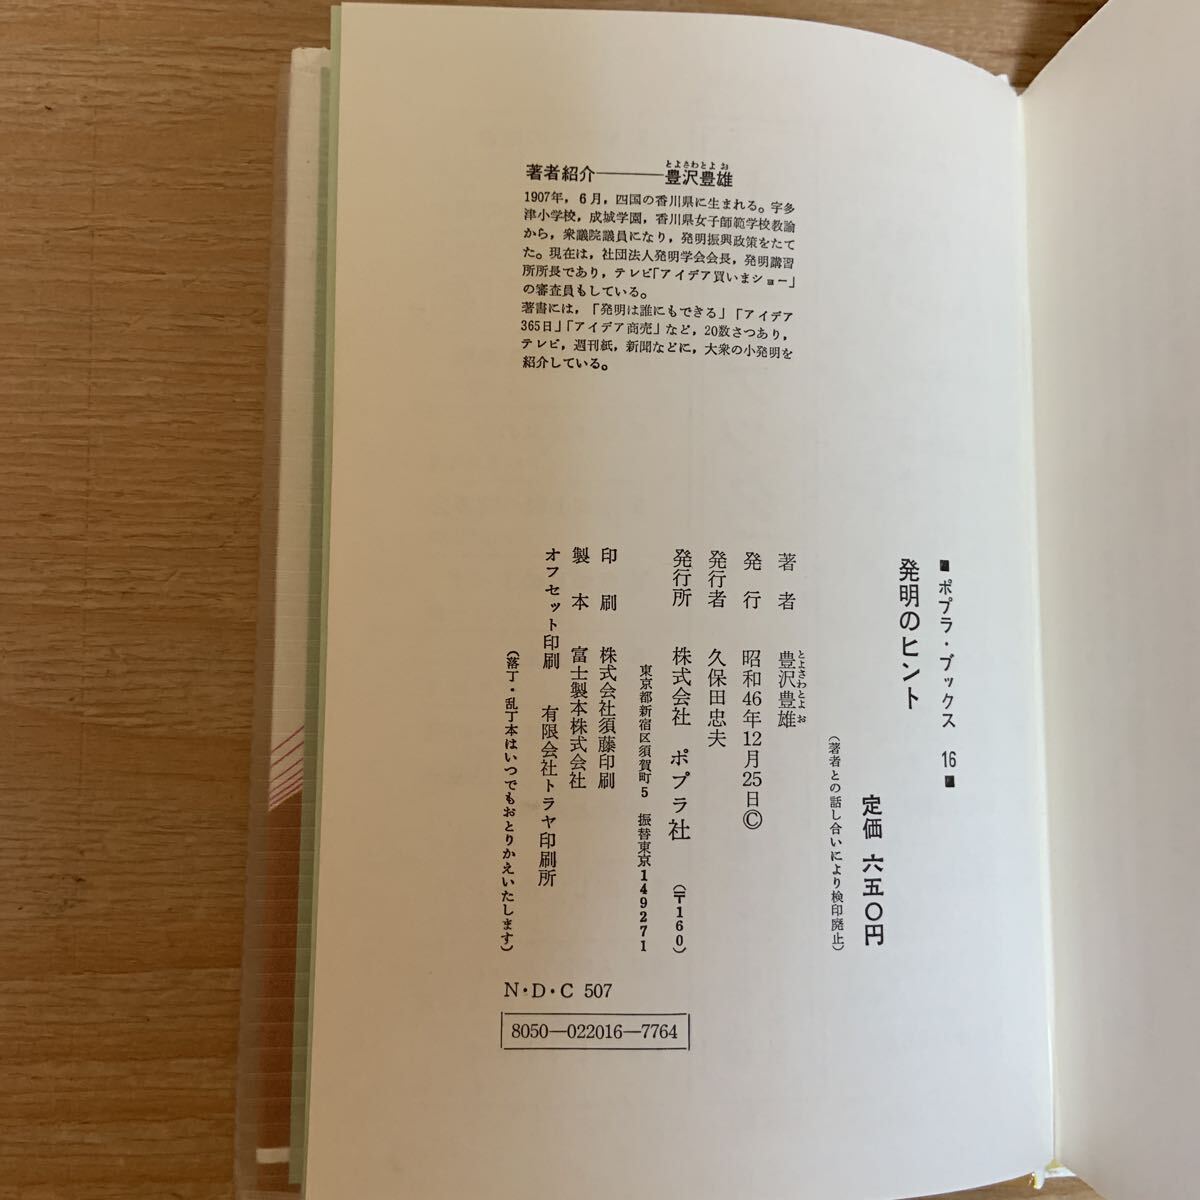 著者紹介―――豊沢豊雄
とよさわとよお
1907年，6月，四国の香川県に生まれる。宇多
津小学校，成城学園，香川県女子師範学校教諭
から，衆議院議員になり，発明振興政策をたて
た。現在は，社団法人発明学会会長，発明講習
所所長であり，テレビ「アイデア買いまショー」
の審査員もしている。
著書には，「発明は誰にもできる」「アイデア
365日」「アイデア商売」など，20数さつあり，
テレビ，週刊紙，新聞などに，大衆の小発明を
紹介している。
■ポプラ・ブックス 16■
発明のヒント
定価 六五〇円
（著者との話し合いにより検印廃止）
著者 豊沢豊雄
とよさわとよお
発行 昭和46年12月25日©
発行者 久保田忠夫
発行所 株式会社 ポプラ社 （〒160）
東京都新宿区須賀町5 振替東京149271
印刷 株式会社須藤印刷
製本 富士製本株式会社
オフセット印刷 有限会社トラヤ印刷所
（落丁・乱丁本はいつでもおとりかえいたします）
N・D・C 507
8050―022016―7764